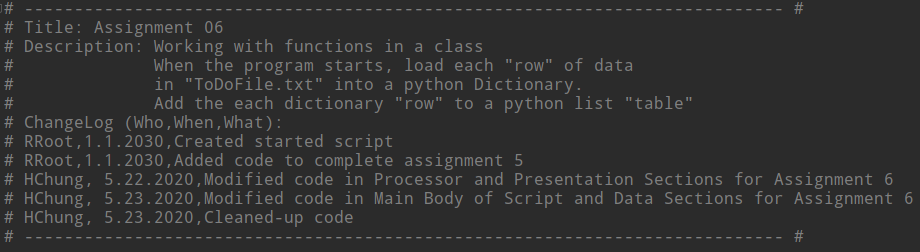 # ---------------------------------------------------------------------------- #
# Title: Assignment 06
# Description: Working with functions in a class
#              When the program starts, load each "row" of data
#              in "ToDoFile.txt" into a python Dictionary.
#              Add the each dictionary "row" to a python list "table"
# ChangeLog (Who,When,What):
# RRoot,1.1.2030,Created started script
# RRoot,1.1.2030,Added code to complete assignment 5
# HChung, 5.22.2020,Modified code in Processor and Presentation Sections for Assignment 6
# HChung, 5.23.2020,Modified code in Main Body of Script and Data Sections for Assignment 6
# HChung, 5.23.2020,Cleaned-up code
# ---------------------------------------------------------------------------- #